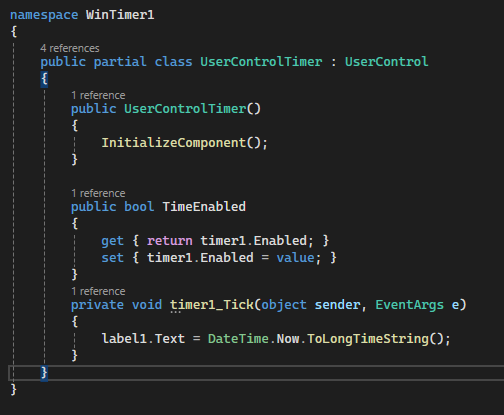 namespace WinTimer1
{
4 references
public partial class UserControlTimer : UserControl
{
1 reference
public UserControlTimer()
{
InitializeComponent();
}
1 reference
public bool TimeEnabled
{
get { return timer1.Enabled; }
set { timer1.Enabled = value; }
}
1 reference
private void timer1_Tick(object sender, EventArgs e)
{
label1.Text = DateTime.Now.ToLongTimeString();
}
}
}